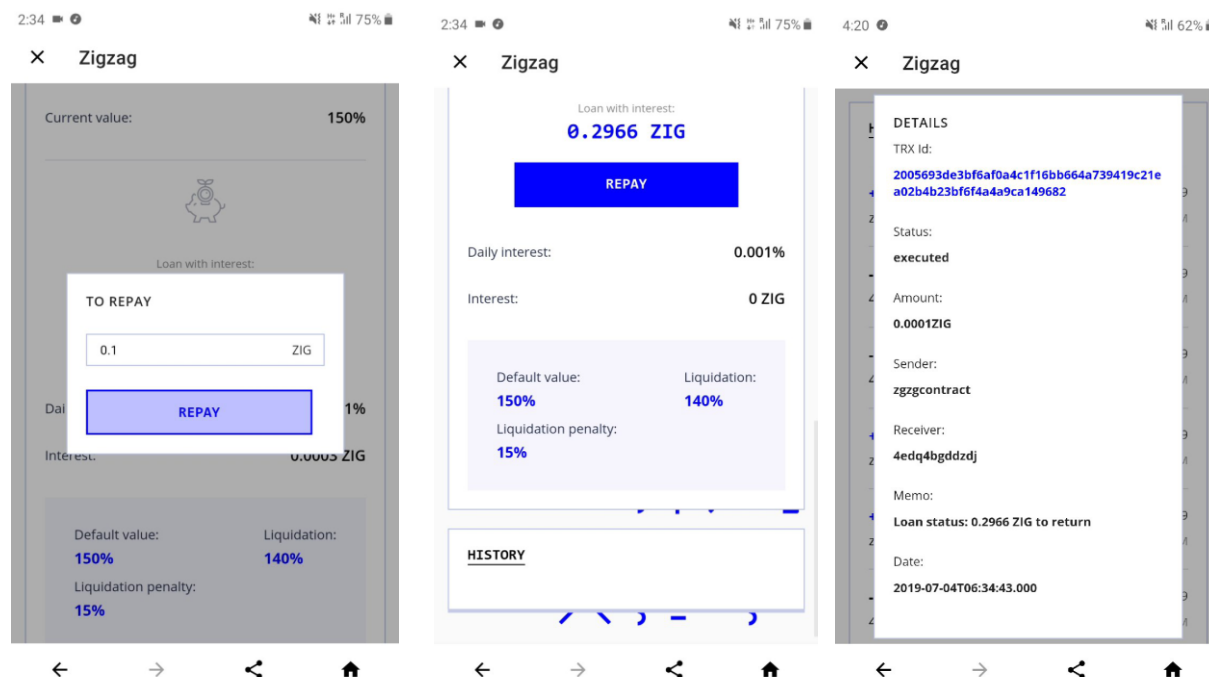 2:34
75%
Zigzag
Current value: 150%
Loan with interest:
TO REPAY
0.1 ZIG
REPAY
Dai 1%
Interest: 0.0003 ZIG
Default value: Liquidation:
150% 140%
Liquidation penalty:
15%
2:34
75%
Zigzag
Loan with interest:
0.2966 ZIG
REPAY
Daily interest: 0.001%
Interest: 0 ZIG
Default value: Liquidation:
150% 140%
Liquidation penalty:
15%
HISTORY
4:20
62%
Zigzag
DETAILS
TRX Id:
2005693de3bf6af0a4c1f16bb664a739419c21e
a02b4b23bf6f4a4a9ca149682
Status:
executed
Amount:
0.0001ZIG
Sender:
zgzgcontract
Receiver:
4edq4bgddzdj
Memo:
Loan status: 0.2966 ZIG to return
Date:
2019-07-04T06:34:43.000